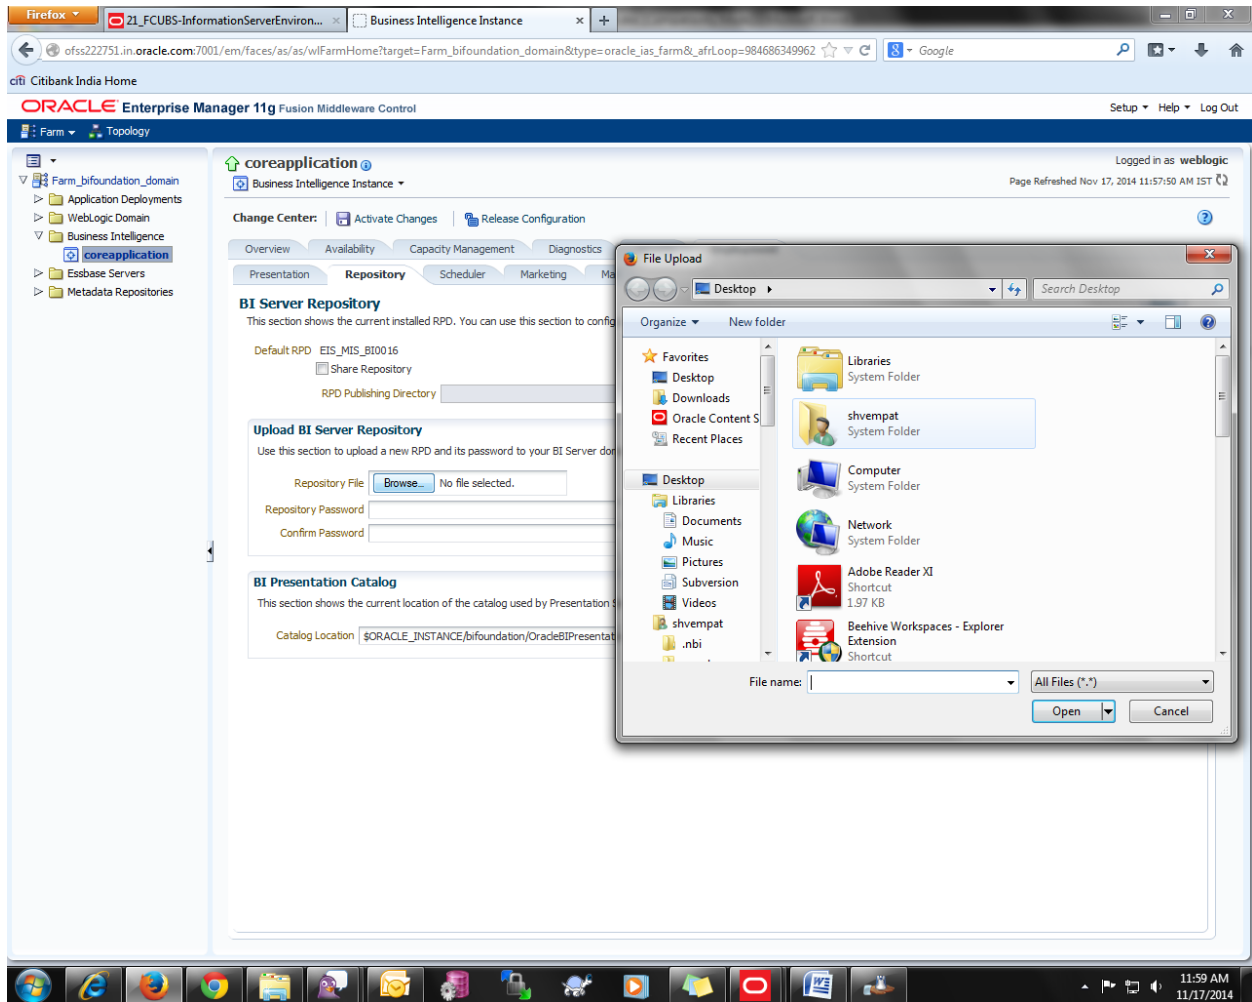 Firefox
21_FCUBS-InformationServerEnviron...
Business Intelligence Instance
ofss222751.in.oracle.com:7001/em/faces/as/as/wlFarmHome?target=Farm_bifoundation_domain&type=oracle_ias_farm&_afrLoop=984686349962
Google
citi Citibank India Home
ORACLE Enterprise Manager 11g Fusion Middleware Control
Setup Help Log Out
Farm Topology
Farm_bifoundation_domain
Application Deployments
WebLogic Domain
Business Intelligence
coreapplication
Essbase Servers
Metadata Repositories
coreapplication
Logged in as weblogic
Business Intelligence Instance
Page Refreshed Nov 17, 2014 11:57:50 AM IST
Change Center: Activate Changes Release Configuration
Overview Availability Capacity Management Diagnostics
Presentation Repository Scheduler Marketing Ma
BI Server Repository
This section shows the current installed RPD. You can use this section to config
Default RPD EIS_MIS_BI0016
Share Repository
RPD Publishing Directory
Upload BI Server Repository
Use this section to upload a new RPD and its password to your BI Server dor
Repository File Browse... No file selected.
Repository Password
Confirm Password
BI Presentation Catalog
This section shows the current location of the catalog used by Presentation S
Catalog Location $ORACLE_INSTANCE/bifoundation/OracleBIPresentat
File Upload
Desktop
Search Desktop
Organize New folder
Favorites
Desktop
Downloads
Oracle Content S
Recent Places
Desktop
Libraries
Documents
Music
Pictures
Subversion
Videos
shvempat
.nbi
Libraries
System Folder
shvempat
System Folder
Computer
System Folder
Network
System Folder
Adobe Reader XI
Shortcut
1.97 KB
Beehive Workspaces - Explorer
Extension
Shortcut
File name:
All Files (*.*)
Open Cancel
11:59 AM
11/17/2014